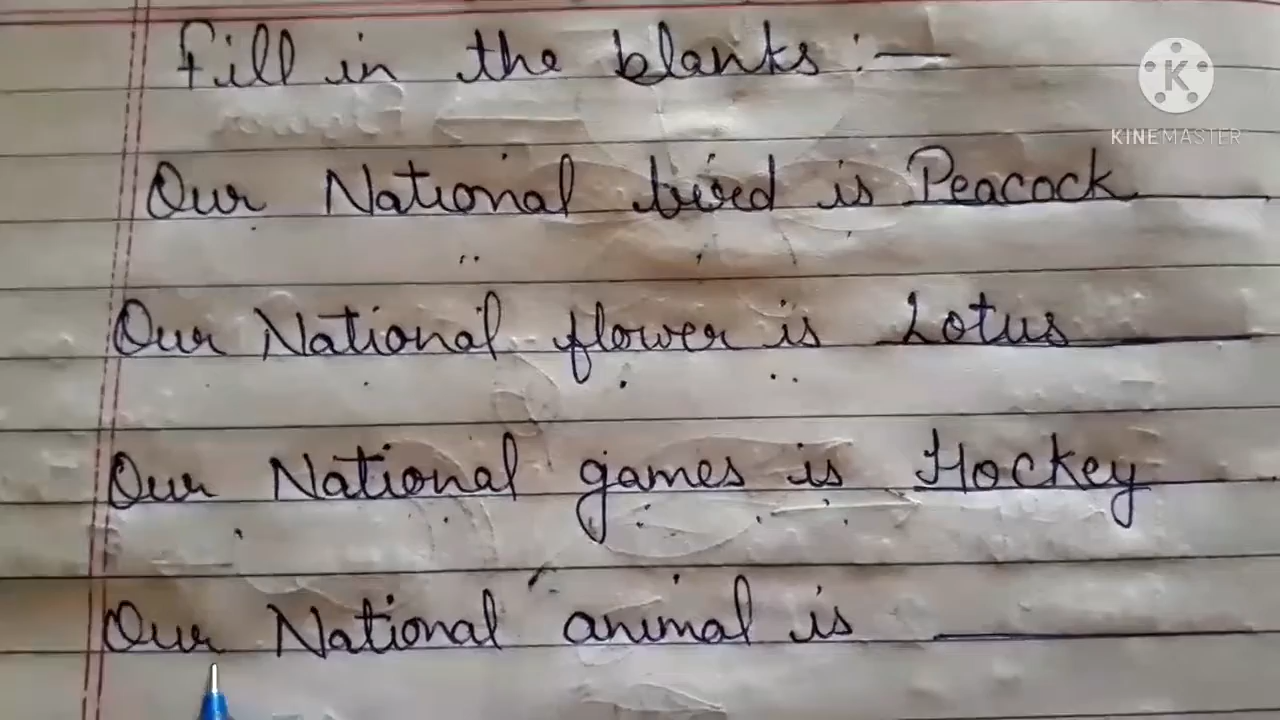 Fill in the blanks :—
Our National bird is Peacock
Our National flower is Lotus
Our National games is Hockey
Our National animal is ______
K
KINEMASTER